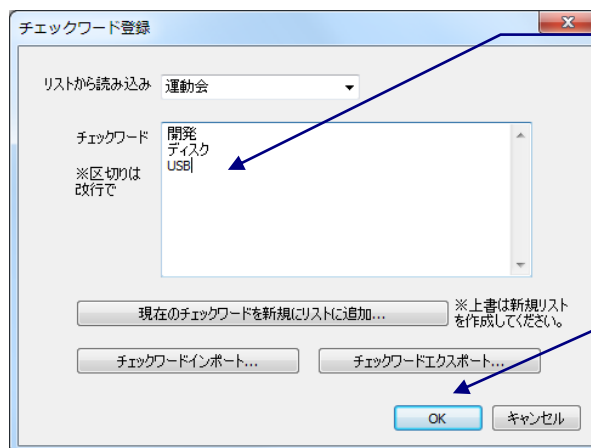 チェックワード登録
リストから読み込み 運動会
チェックワード
※区切りは
改行で
開発
ディスク
USB
現在のチェックワードを新規にリストに追加...
※上書は新規リスト
を作成してください。
チェックワードインポート...
チェックワードエクスポート...
OK
キャンセル